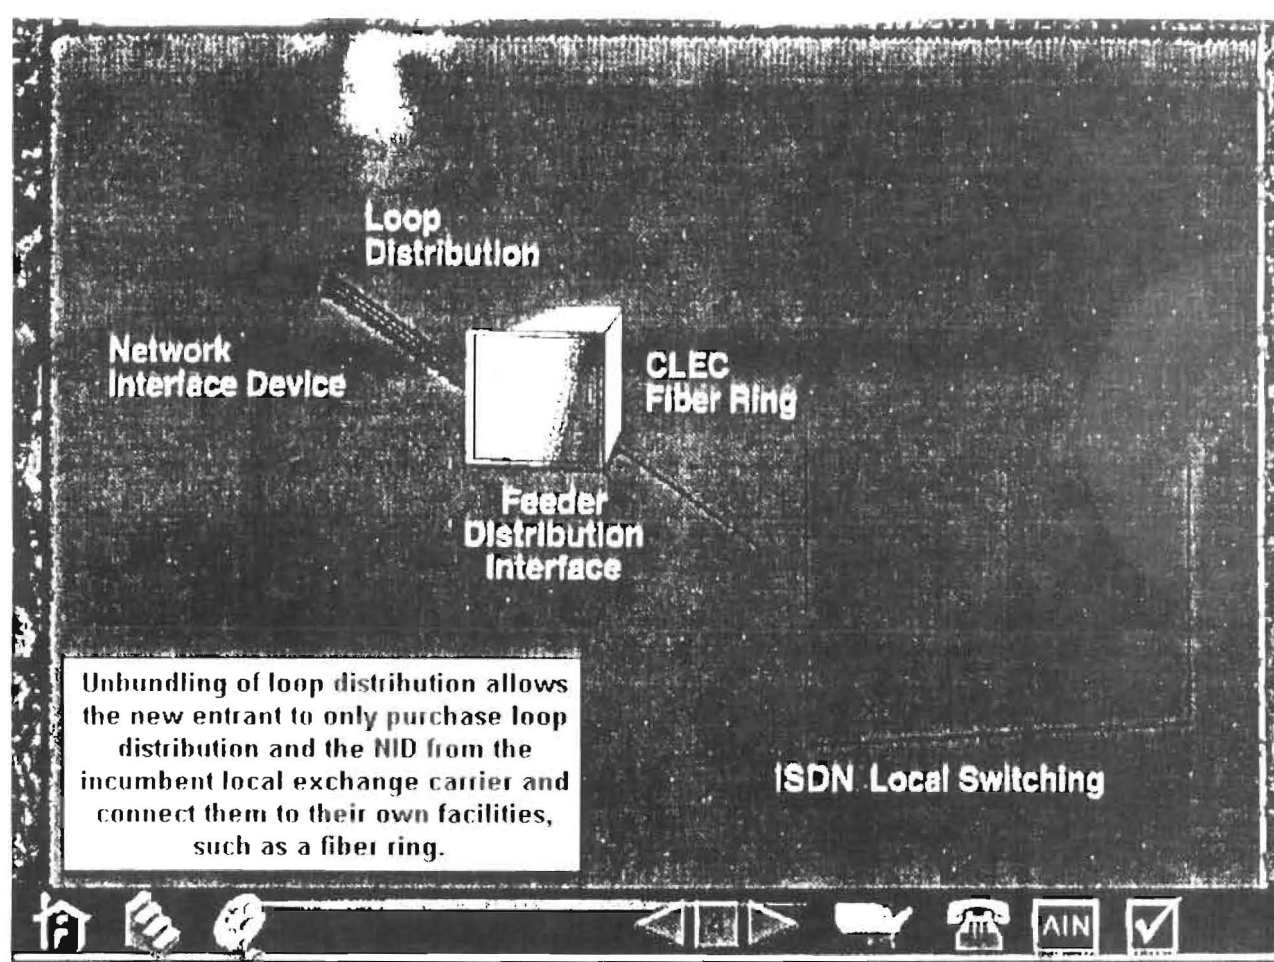 Loop
Distribution
Network
Interface Device
CLEC
Fiber Ring
Feeder
Distribution
Interface
Unbundling of loop distribution allows
the new entrant to only purchase loop
distribution and the NID from the
incumbent local exchange carrier and
connect them to their own facilities,
such as a fiber ring.
ISDN Local Switching
AIN